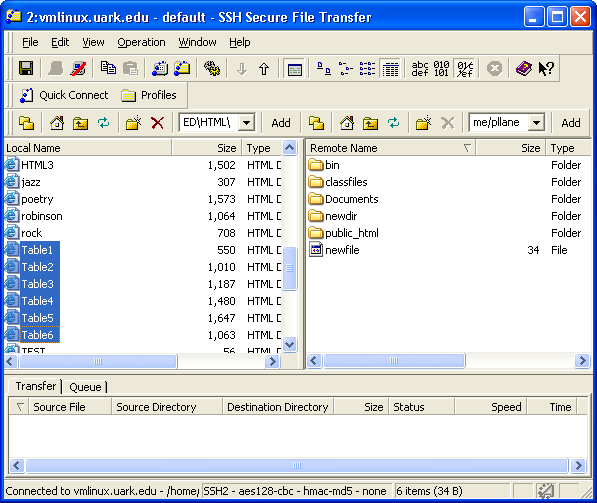 2:vmlinux.uark.edu - default - SSH Secure File Transfer
File Edit View Operation Window Help
abc def 010 101
Quick Connect Profiles
ED\HTML\ Add me/pllane Add
Local Name Size Type Remote Name Size Type
HTML3 1,502 HTML D bin Folder
jazz 307 HTML D classfiles Folder
poetry 1,573 HTML D Documents Folder
robinson 1,064 HTML D newdir Folder
rock 708 HTML D public_html Folder
Table1 550 HTML D newfile 34 File
Table2 1,010 HTML D
Table3 1,187 HTML D
Table4 1,480 HTML D
Table5 1,647 HTML D
Table6 1,063 HTML D
TEST 56 HTML D
Transfer Queue
Source File Source Directory Destination Directory Size Status Speed Time
Connected to vmlinux.uark.edu - /home/ SSH2 - aes128-cbc - hmac-md5 - none 6 items (34 B)